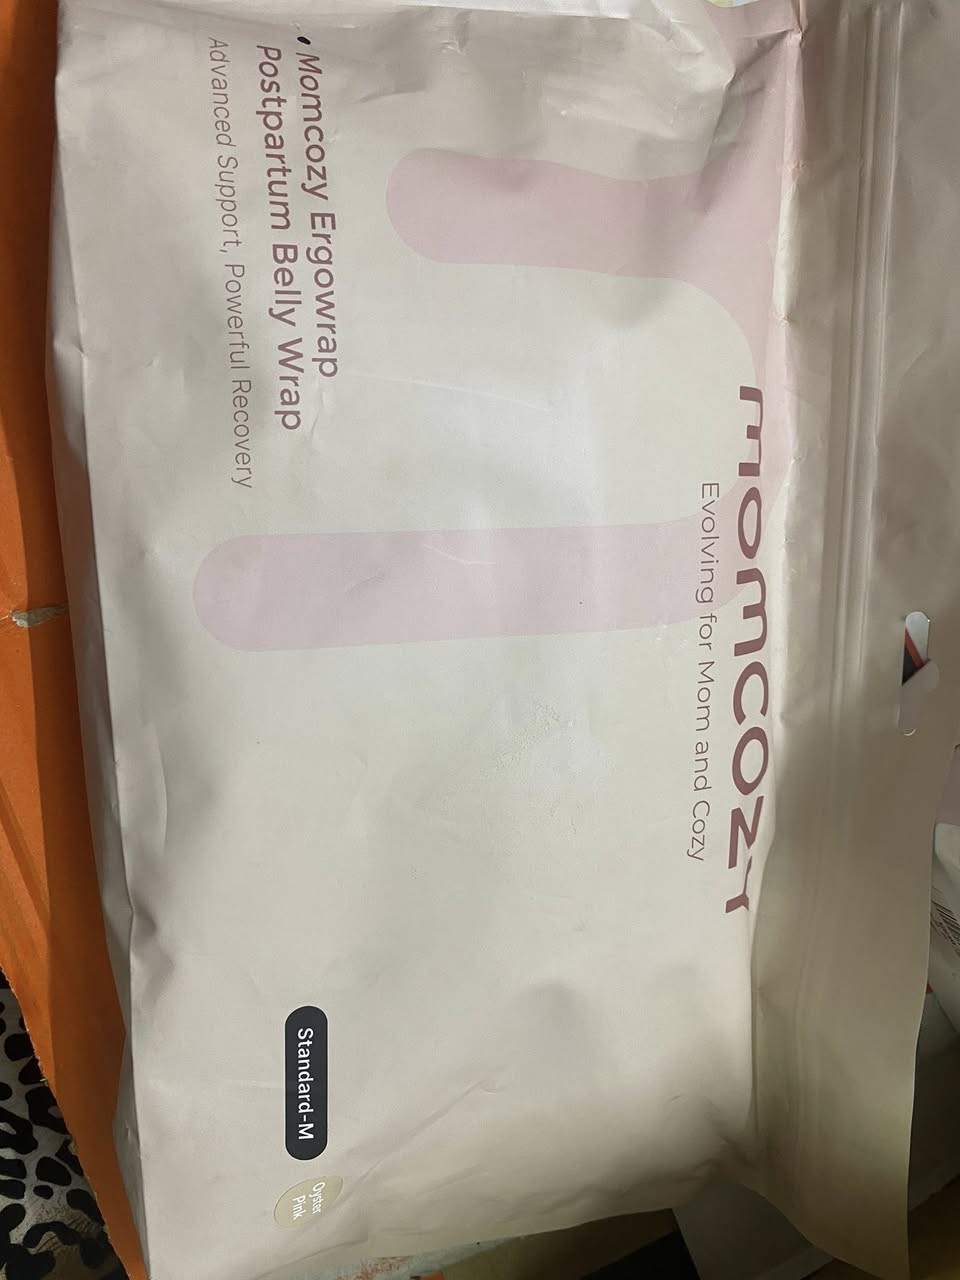 momcozy
Evolving for Mom and Cozy
• Momcozy Ergowrap
Postpartum Belly Wrap
Advanced Support, Powerful Recovery
Standard-M
Oyster
Pink